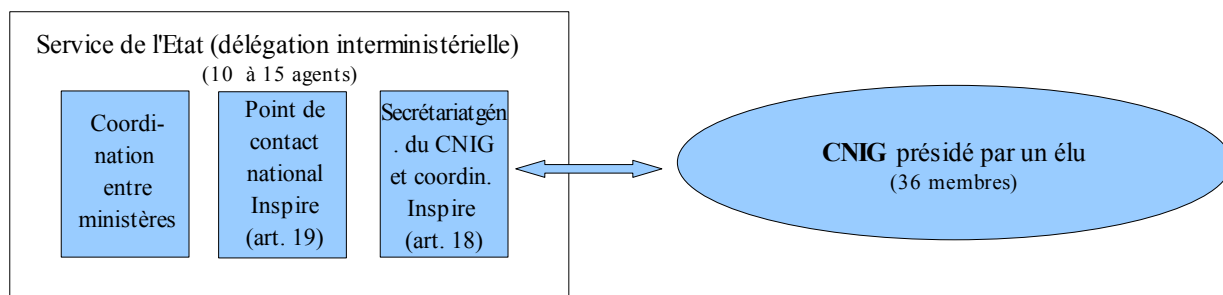 Service de l'Etat (délégation interministérielle)
(10 à 15 agents)
Coordi-
nation
entre
ministères
Point de
contact
national
Inspire
(art. 19)
Secrétariatgén
. du CNIG
et coordin.
Inspire
(art. 18)
CNIG présidé par un élu
(36 membres)